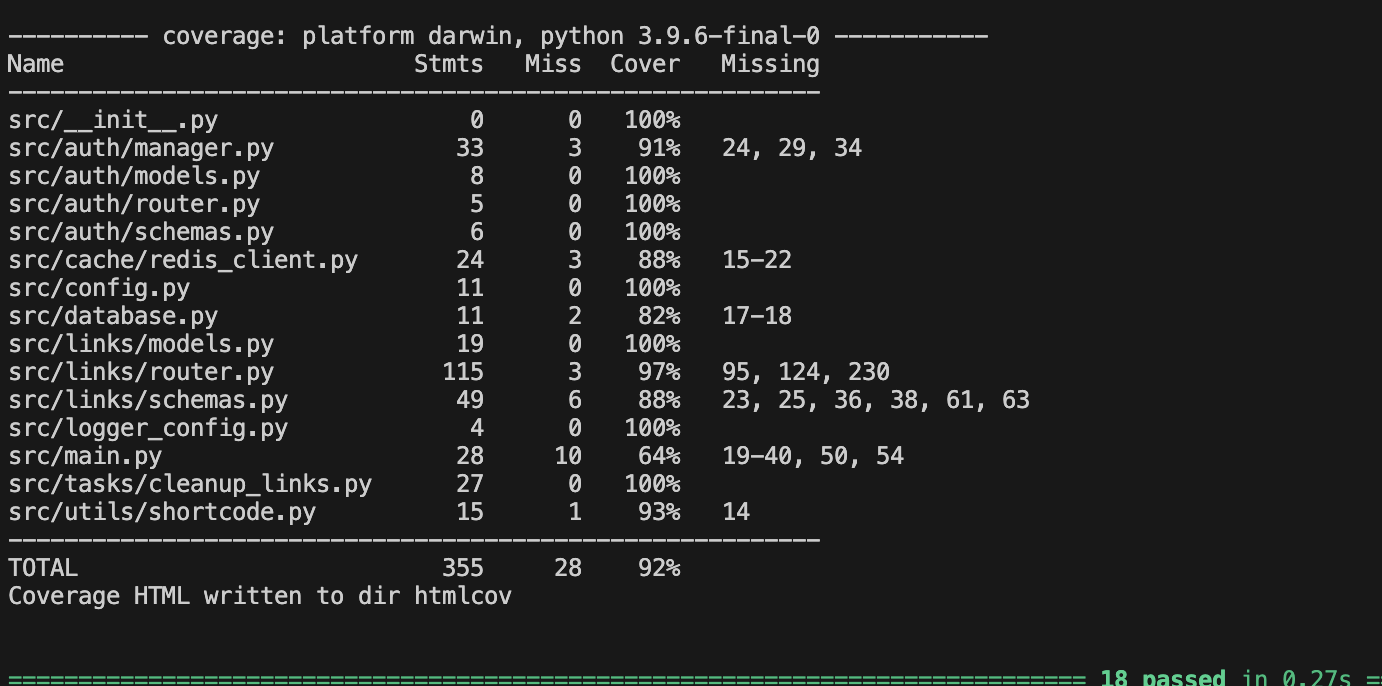 ---------- coverage: platform darwin, python 3.9.6-final-0 -----------
Name                             Stmts   Miss  Cover   Missing
----------------------------------------------------------
src/__init__.py                      0      0   100%
src/auth/manager.py                 33      3    91%   24, 29, 34
src/auth/models.py                   8      0   100%
src/auth/router.py                   5      0   100%
src/auth/schemas.py                  6      0   100%
src/cache/redis_client.py           24      3    88%   15-22
src/config.py                       11      0   100%
src/database.py                     11      2    82%   17-18
src/links/models.py                 19      0   100%
src/links/router.py                115      3    97%   95, 124, 230
src/links/schemas.py                49      6    88%   23, 25, 36, 38, 61, 63
src/logger_config.py                 4      0   100%
src/main.py                         28     10    64%   19-40, 50, 54
src/tasks/cleanup_links.py          27      0   100%
src/utils/shortcode.py              15      1    93%   14
----------------------------------------------------------
TOTAL                              355     28    92%
Coverage HTML written to dir htmlcov
============================================================================= 18 passed in 0.27s ==